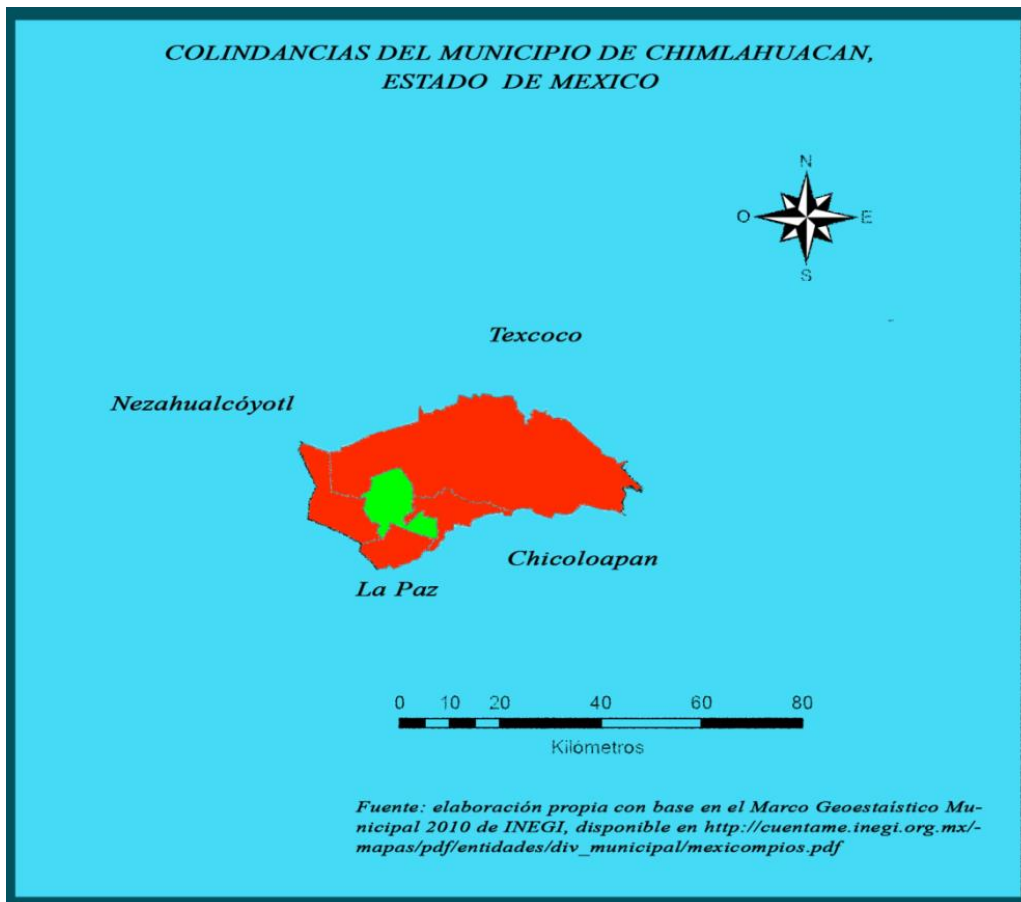 COLINDANCIAS DEL MUNICIPIO DE CHIMLAHUACAN,
ESTADO DE MEXICO
N
O E
S
Texcoco
Nezahualcóyotl
Chicoloapan
La Paz
0 10 20 40 60 80
Kilómetros
Fuente: elaboración propia con base en el Marco Geoestaístico Mu-
nicipal 2010 de INEGI, disponible en http://cuentame.inegi.org.mx/-
mapas/pdf/entidades/div_municipal/mexicompios.pdf